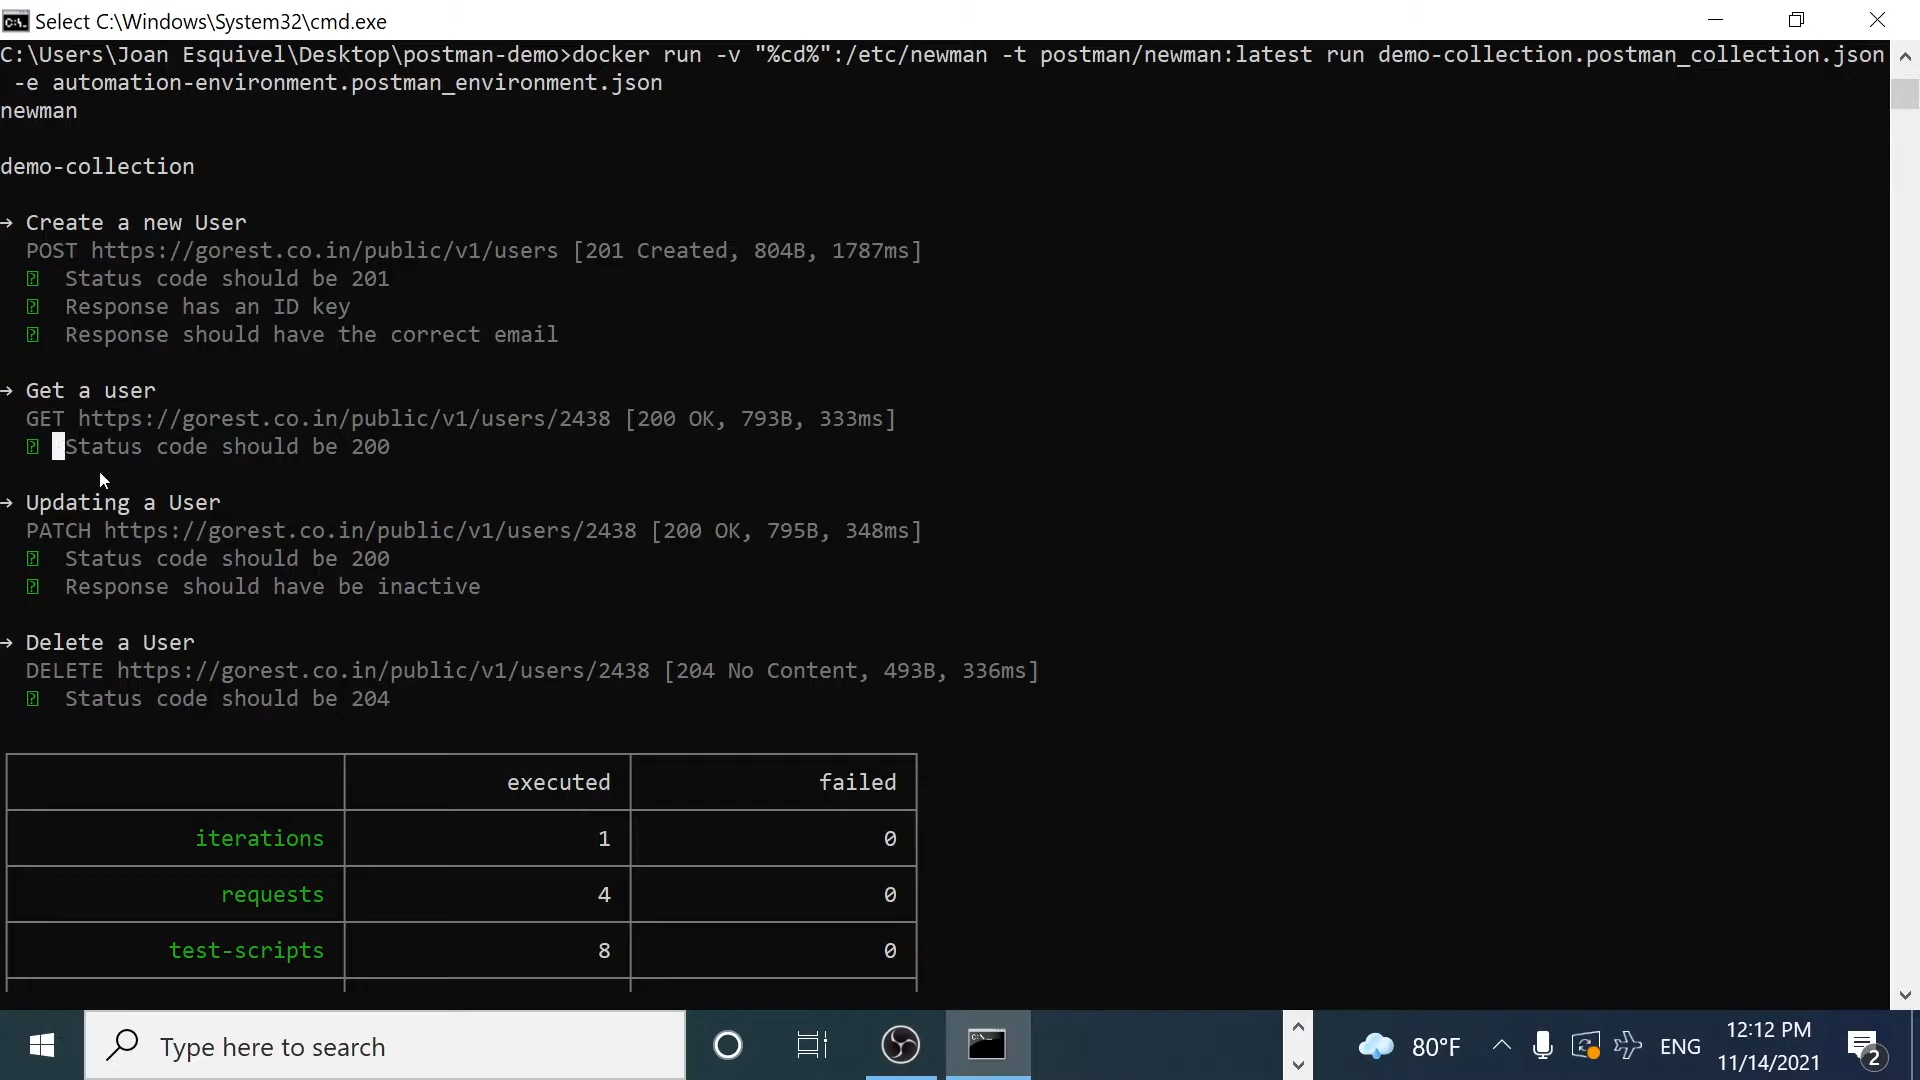 Select C:\Windows\System32\cmd.exe
C:\Users\Joan Esquivel\Desktop\postman-demo>docker run -v "%cd%":/etc/newman -t postman/newman:latest run demo-collection.postman_collection.json
-e automation-environment.postman_environment.json
newman
demo-collection
→ Create a new User
POST https://gorest.co.in/public/v1/users [201 Created, 804B, 1787ms]
Status code should be 201
Response has an ID key
Response should have the correct email
→ Get a user
GET https://gorest.co.in/public/v1/users/2438 [200 OK, 793B, 333ms]
Status code should be 200
→ Updating a User
PATCH https://gorest.co.in/public/v1/users/2438 [200 OK, 795B, 348ms]
Status code should be 200
Response should have be inactive
→ Delete a User
DELETE https://gorest.co.in/public/v1/users/2438 [204 No Content, 493B, 336ms]
Status code should be 204
executed failed
iterations 1 0
requests 4 0
test-scripts 8 0
Type here to search
80°F
ENG
12:12 PM
11/14/2021
2